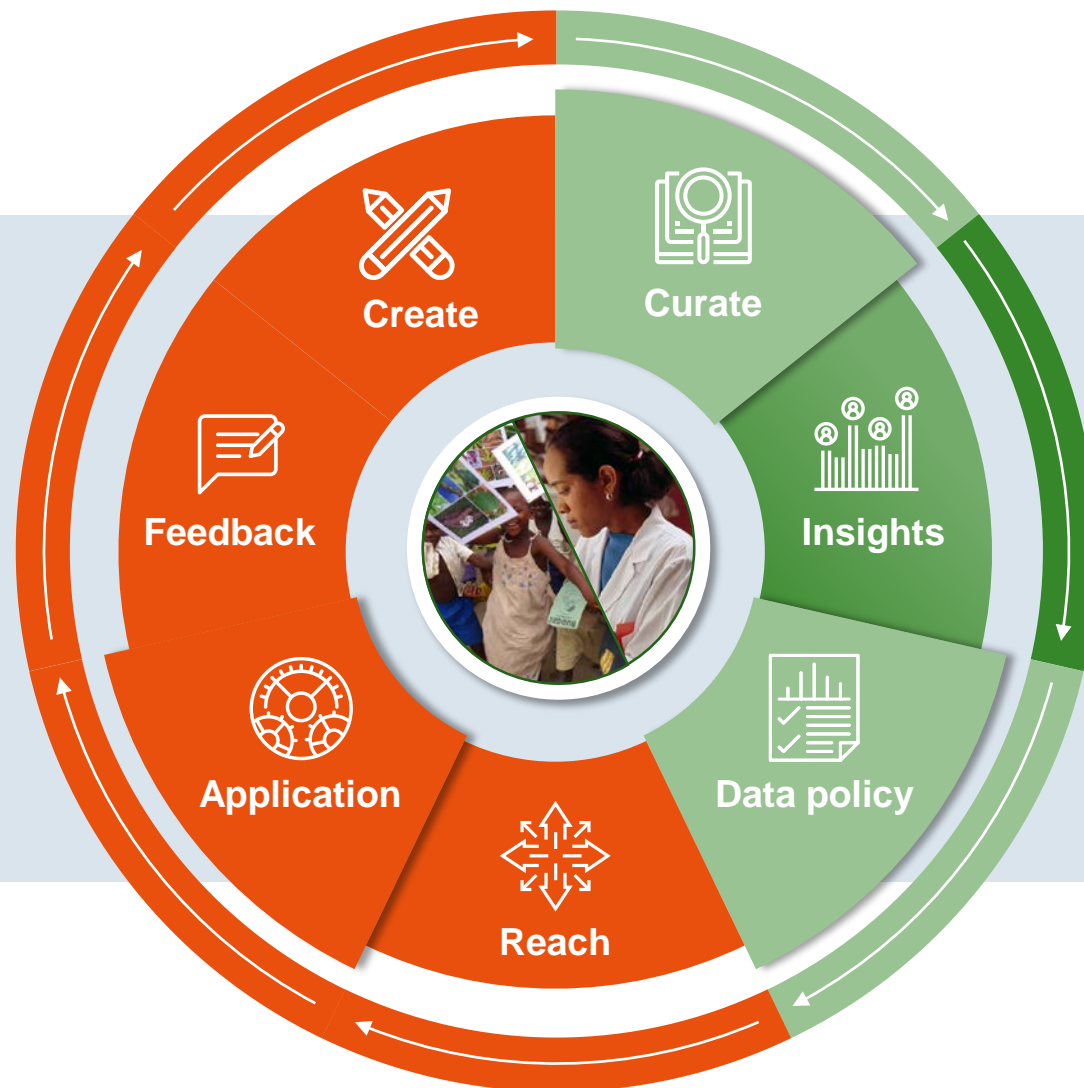 Create
Curate
Insights
Data policy
Reach
Application
Feedback